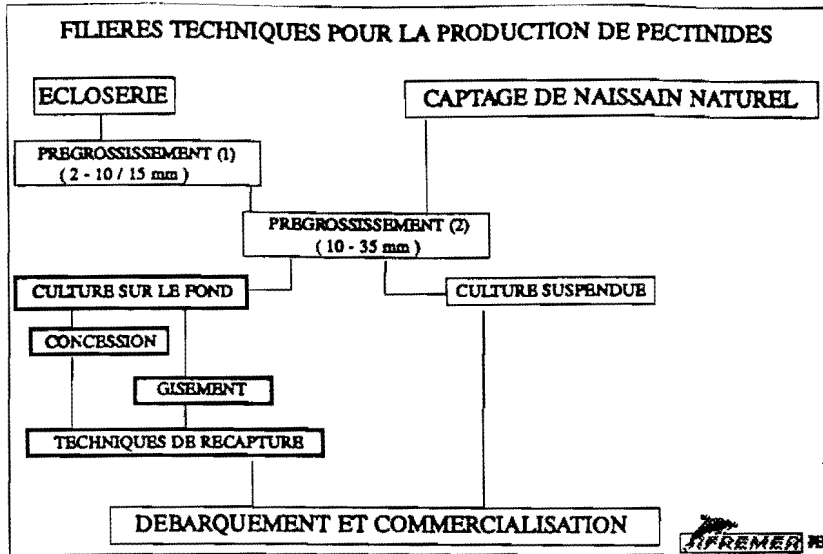 FILIERES TECHNIQUES POUR LA PRODUCTION DE PECTINIDES
ECLOSERIE
CAPTAGE DE NAISSAIN NATUREL
PREGROSSISSEMENT (1)
( 2 - 10 / 15 mm )
PREGROSSISSEMENT (2)
( 10 - 35 mm )
CULTURE SUR LE FOND
CULTURE SUSPENDUE
CONCESSION
GISEMENT
TECHNIQUES DE RECAPTURE
DEBARQUEMENT ET COMMERCIALISATION
IFREMER